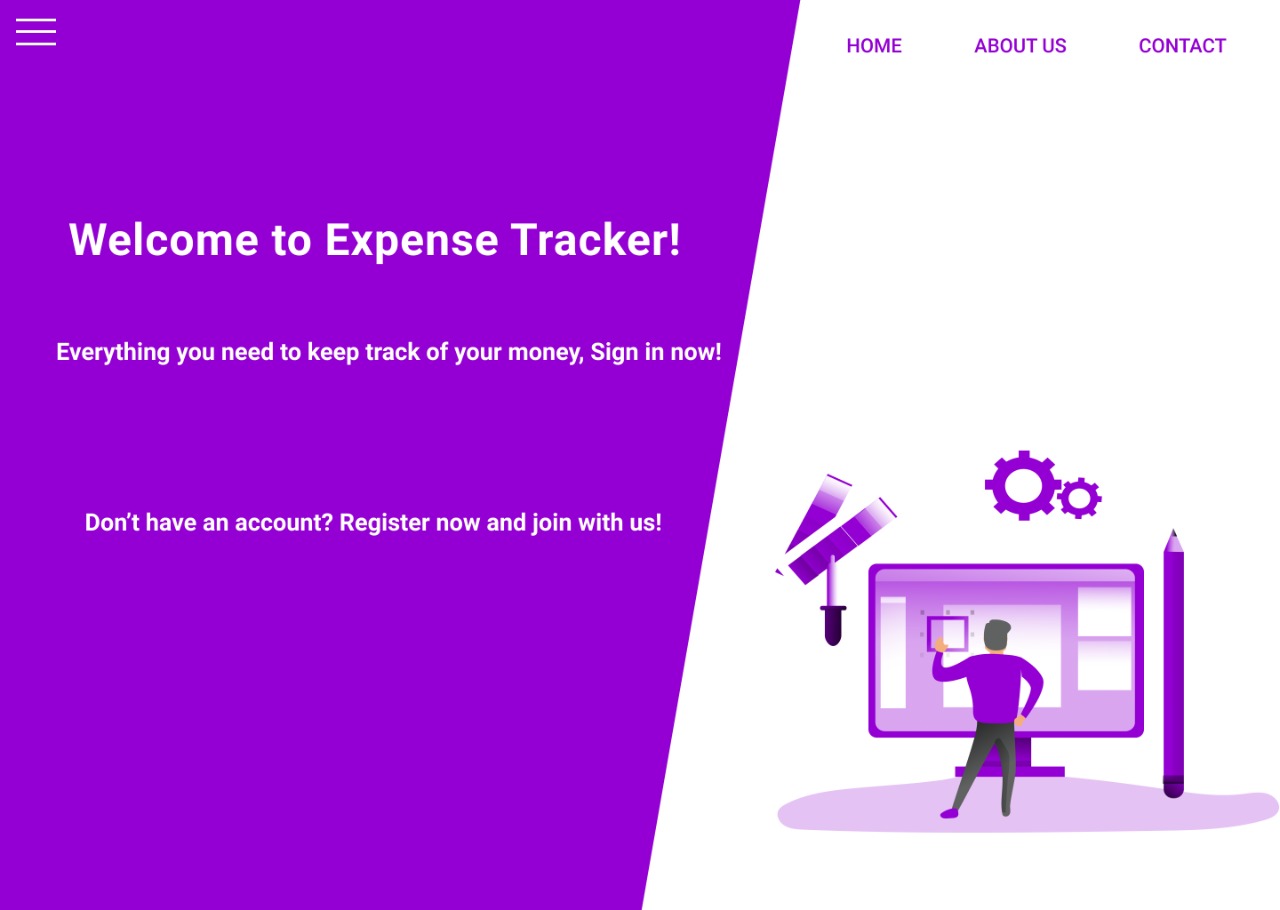 HOME ABOUT US CONTACT
Welcome to Expense Tracker!
Everything you need to keep track of your money, Sign in now!
Don’t have an account? Register now and join with us!